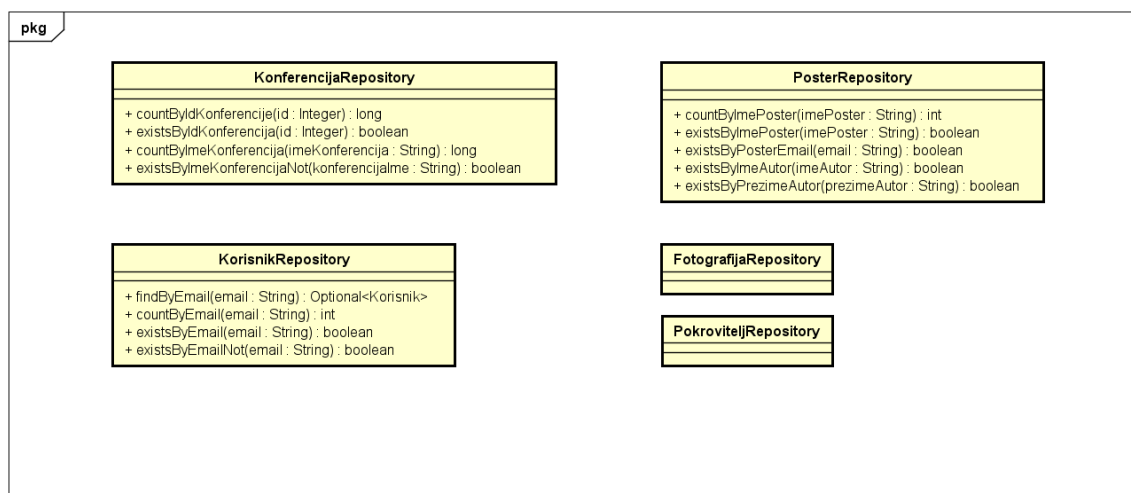 pkg
KonferencijaRepository
+ countByIdKonferencije(id : Integer) : long
+ existsByIdKonferencija(id : Integer) : boolean
+ countByImeKonferencija(imeKonferencija : String) : long
+ existsByImeKonferencijaNot(konferencijaIme : String) : boolean
PosterRepository
+ countByImePoster(imePoster : String) : int
+ existsByImePoster(imePoster : String) : boolean
+ existsByPosterEmail(email : String) : boolean
+ existsByImeAutor(imeAutor : String) : boolean
+ existsByPrezimeAutor(prezimeAutor : String) : boolean
KorisnikRepository
+ findByEmail(email : String) : Optional<Korisnik>
+ countByEmail(email : String) : int
+ existsByEmail(email : String) : boolean
+ existsByEmailNot(email : String) : boolean
FotografijaRepository
PokroviteljRepository